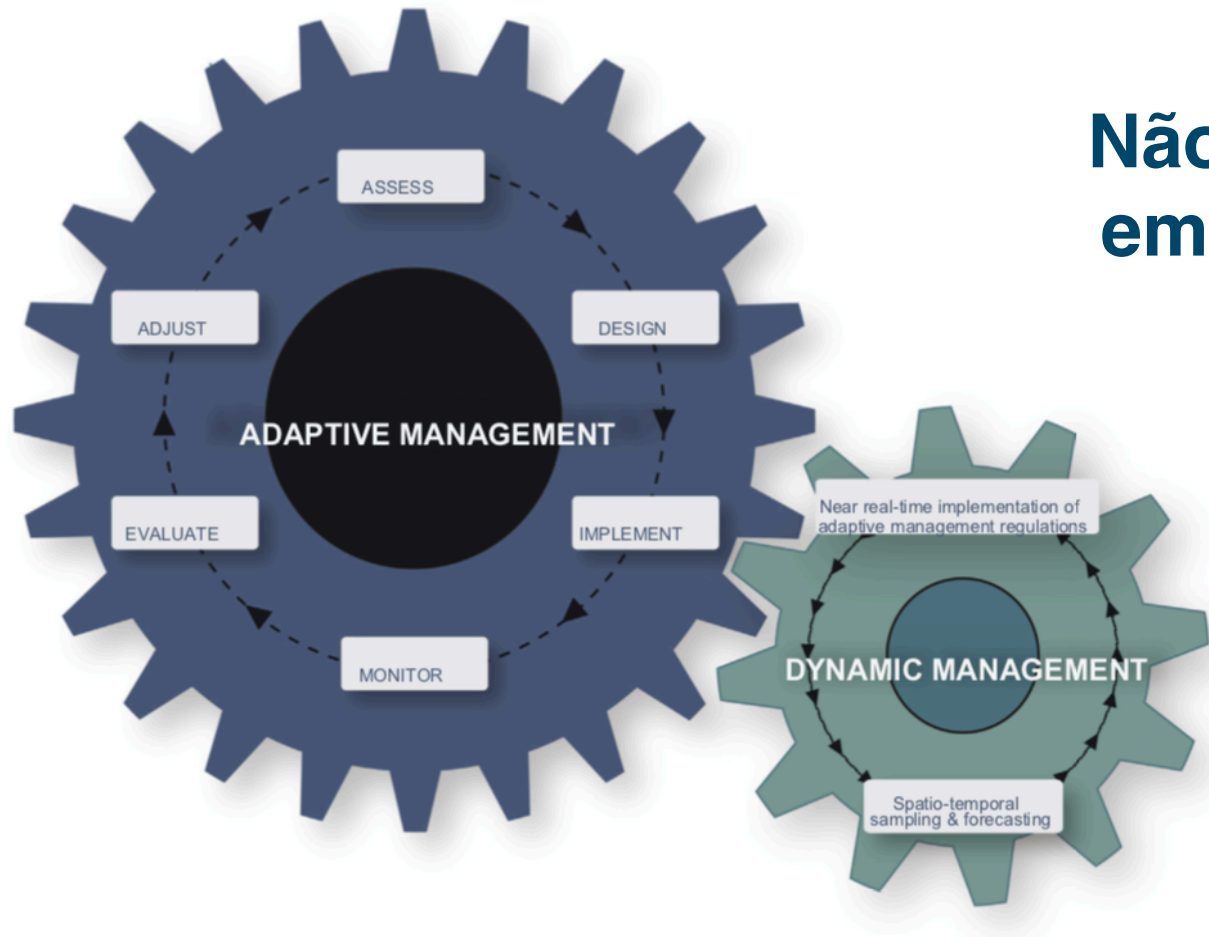 Não
em
ASSESS
ADJUST
DESIGN
ADAPTIVE MANAGEMENT
EVALUATE
IMPLEMENT
MONITOR
Near real-time implementation of
adaptive management regulations
DYNAMIC MANAGEMENT
Spatio-temporal
sampling & forecasting